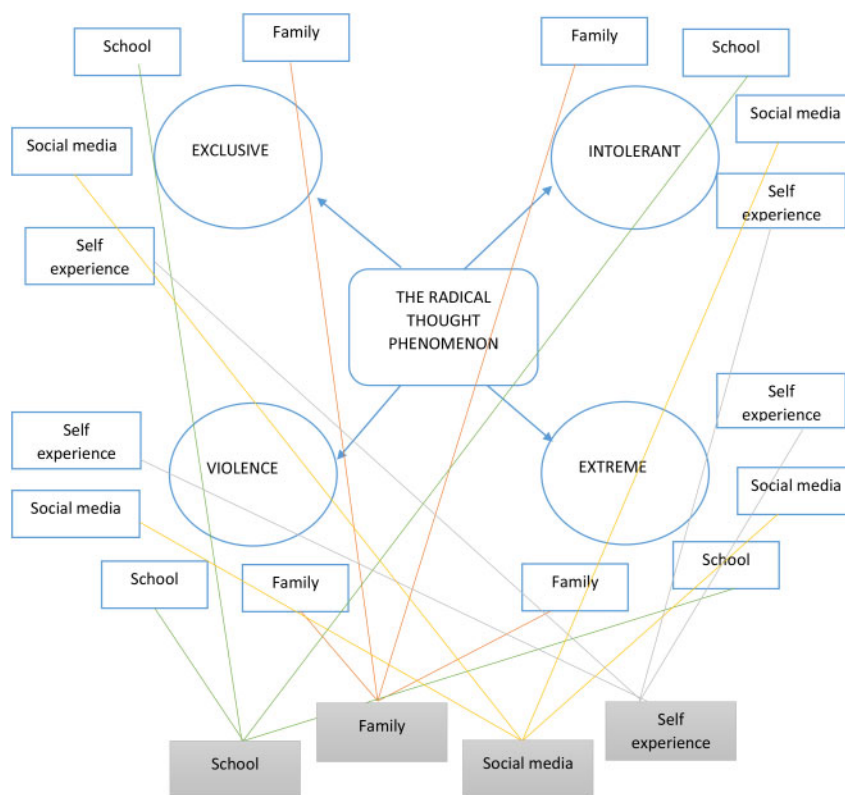 Family
Family
School
School
Social media
Social media
EXCLUSIVE
INTOLERANT
Self
experience
Self
experience
THE RADICAL
THOUGHT
PHENOMENON
Self
experience
Self
experience
VIOLENCE
EXTREME
Social media
Social media
School
School
Family
Family
Family
Self
experience
School
Social media